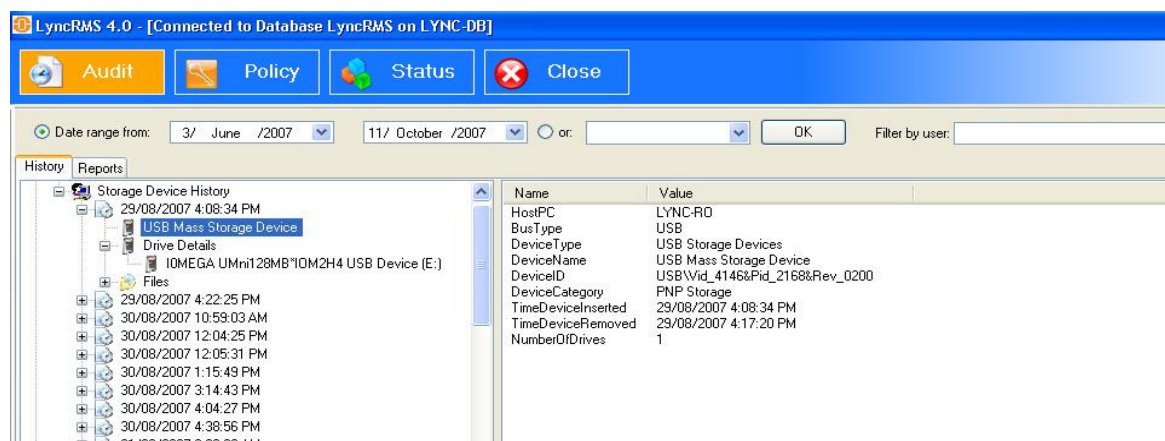 LyncRMS 4.0 - [Connected to Database LyncRMS on LYNC-DB]
Audit Policy Status Close
Date range from: 3/ June /2007 11/ October /2007 or: OK Filter by user:
History Reports
Storage Device History
29/08/2007 4:08:34 PM
USB Mass Storage Device
Drive Details
IOMEGA UMni128MB*IOM2H4 USB Device (E:)
Files
29/08/2007 4:22:25 PM
30/08/2007 10:59:03 AM
30/08/2007 12:04:25 PM
30/08/2007 12:05:31 PM
30/08/2007 1:15:49 PM
30/08/2007 3:14:43 PM
30/08/2007 4:04:27 PM
30/08/2007 4:38:56 PM
Name Value
HostPC LYNC-RO
BusType USB
DeviceType USB Storage Devices
DeviceName USB Mass Storage Device
DeviceID USB\Vid_4146&Pid_2168&Rev_0200
DeviceCategory PNP Storage
TimeDeviceInserted 29/08/2007 4:08:34 PM
TimeDeviceRemoved 29/08/2007 4:17:20 PM
NumberOfDrives 1